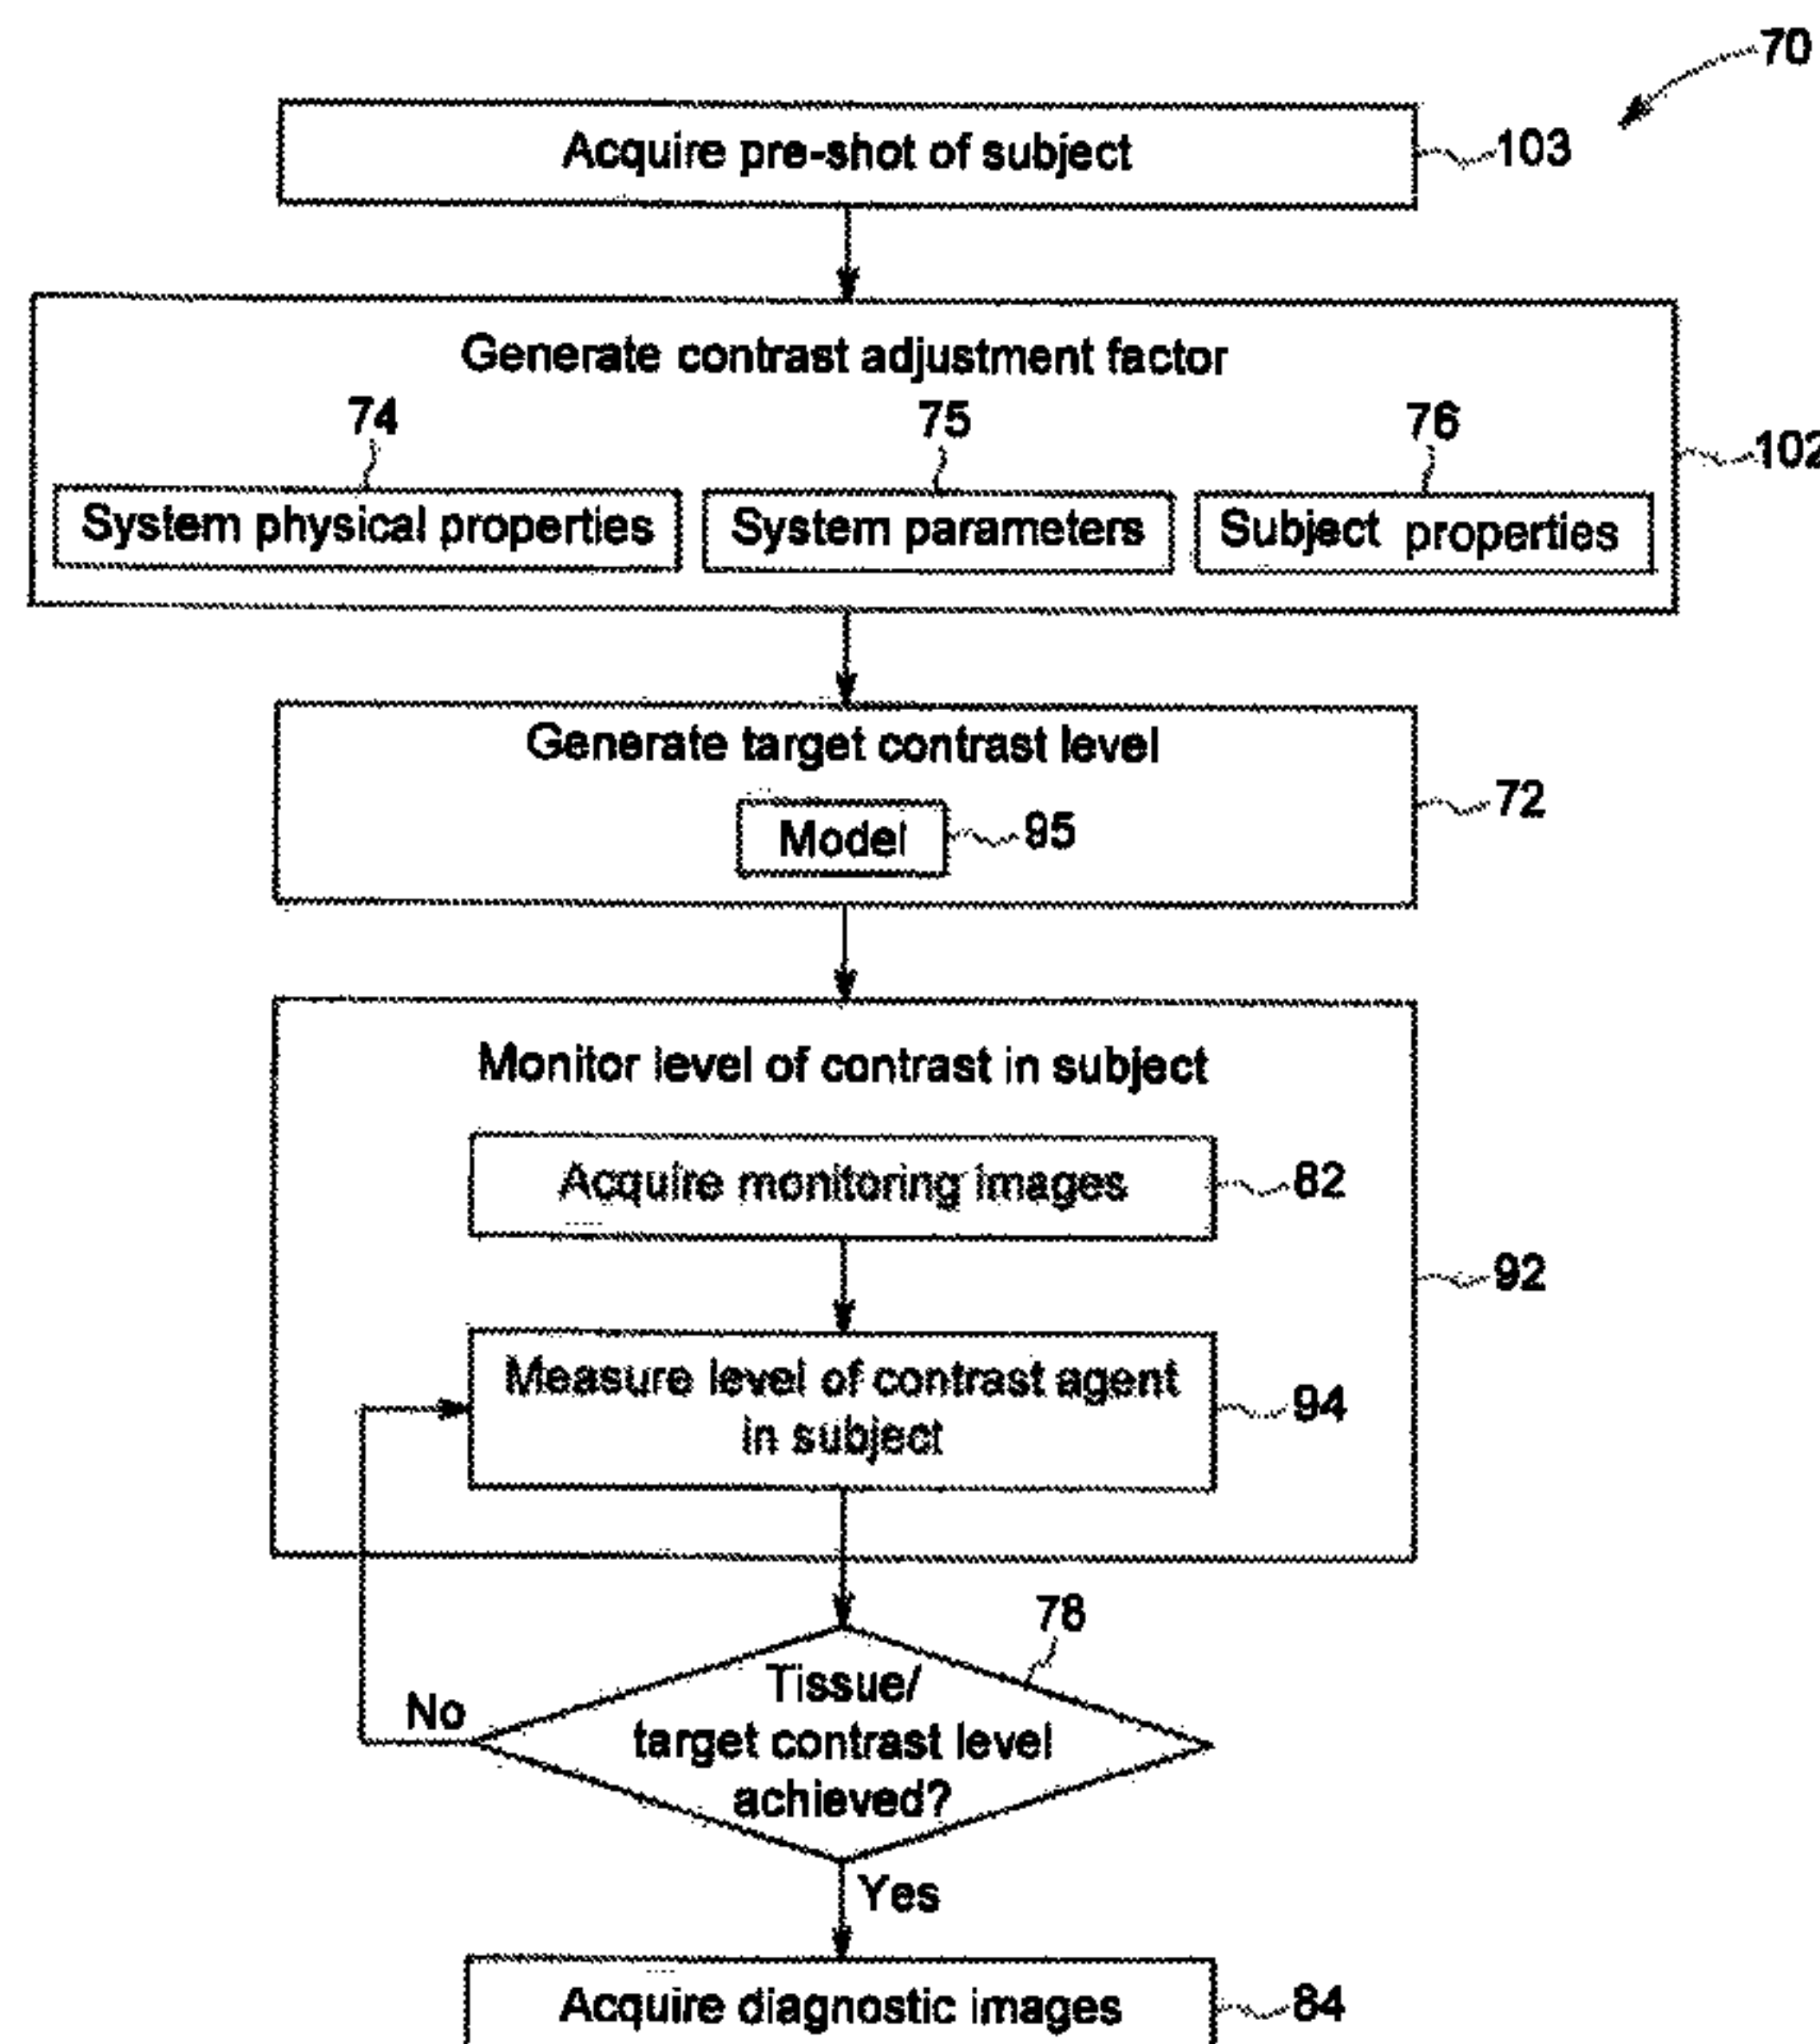 70
Acquire pre-shot of subject
103
Generate contrast adjustment factor
74
75
76
102
System physical properties
System parameters
Subject properties
Generate target contrast level
72
Model
95
Monitor level of contrast in subject
Acquire monitoring images
82
92
Measure level of contrast agent
in subject
94
78
Tissue/
target contrast level
achieved?
No
Yes
Acquire diagnostic images
84